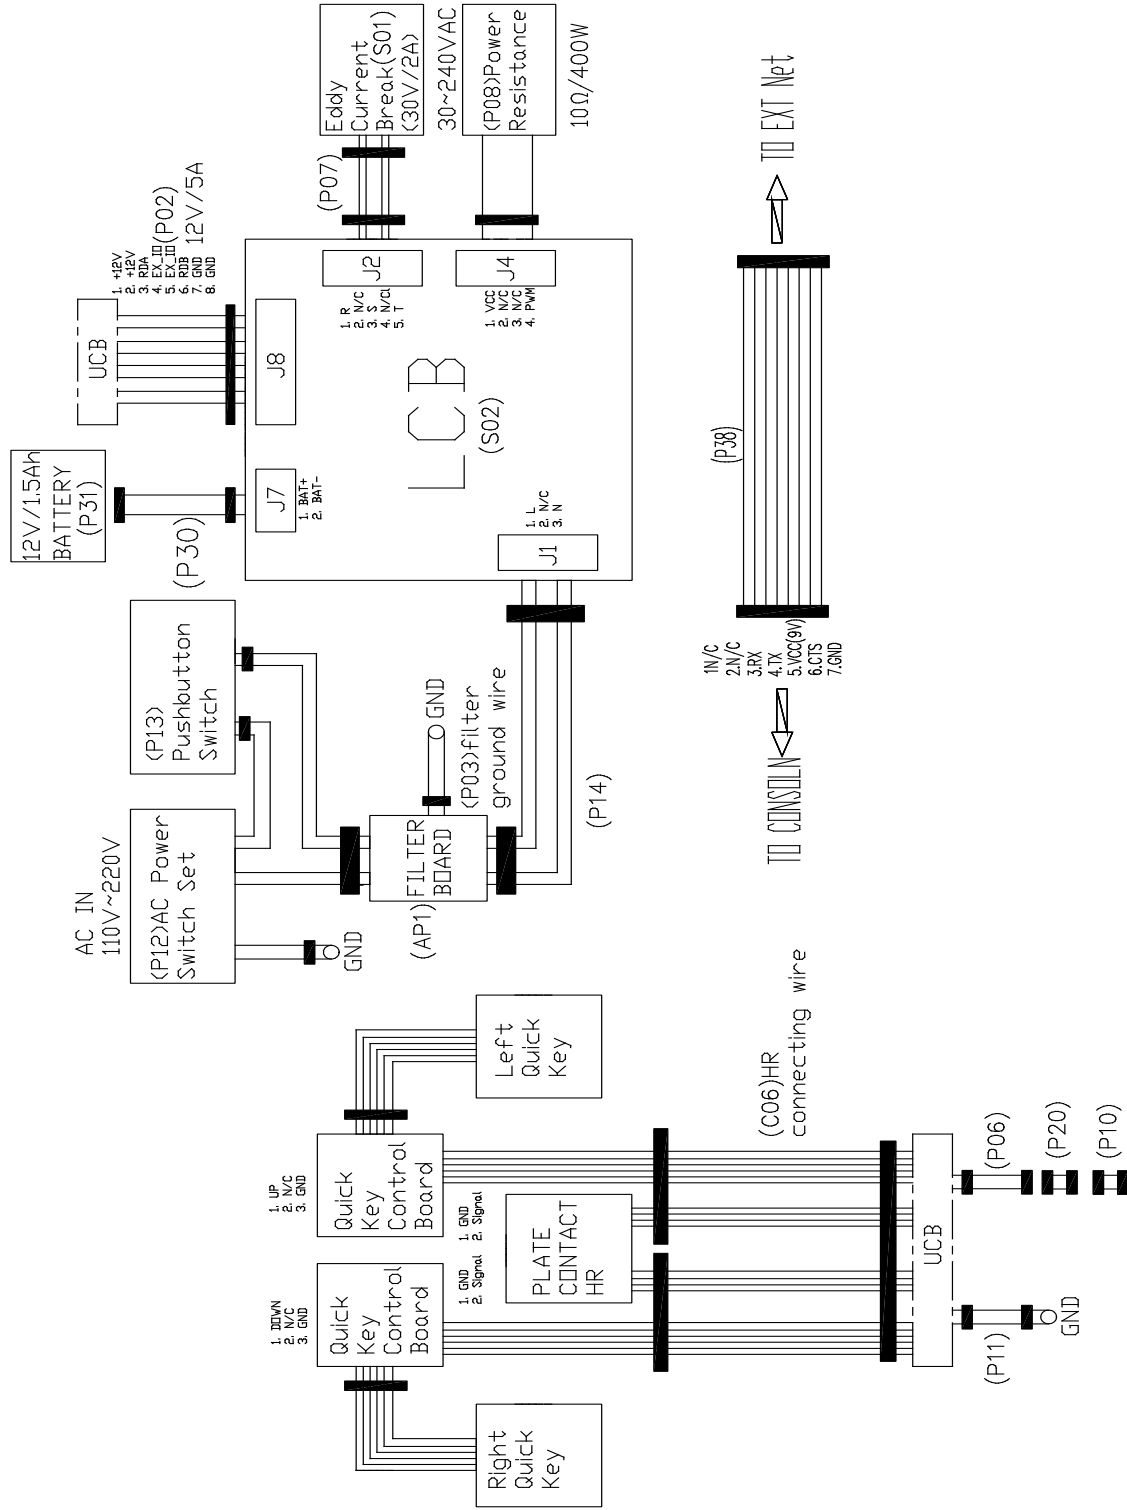 12V/1.5Ah
BATTERY
(P31)
(P30)
UCB
1. +12V
2. +12V
3. RDA
4. EX_IO
5. EX_IO
6. RDB
7. GND
8. GND
(P02)
12V/5A
Eddy
Current
Break(S01)
(30V/2A)
(P07)
30~240VAC
(P08)Power
Resistance
10Ω/400W
J8
J7
1. BAT+
2. BAT-
J2
1. R
2. N/C
3. S
4. N/C
5. T
J4
1. VCC
2. N/C
3. N/C
4. PWM
LCB
(S02)
J1
1. L
2. N/C
3. N
AC IN
110V~220V
(P12)AC Power
Switch Set
(P13)
Pushbutton
Switch
GND
(AP1)
FILTER
BOARD
GND
(P03)filter
ground wire
(P14)
TO EXT Net
(P38)
1N/C
2.N/C
3.RX
4.TX
5.VCC(9V)
6.CTS
7.GND
TO CONSOLN
1. DOWN
2. N/C
3. GND
Quick
Key
Control
Board
1. UP
2. N/C
3. GND
Quick
Key
Control
Board
Right
Quick
Key
Left
Quick
Key
1. GND
2. Signal
1. GND
2. Signal
PLATE
CONTACT
HR
(C06)HR
connecting wire
UCB
(P11)
GND
(P06)
(P20)
(P10)